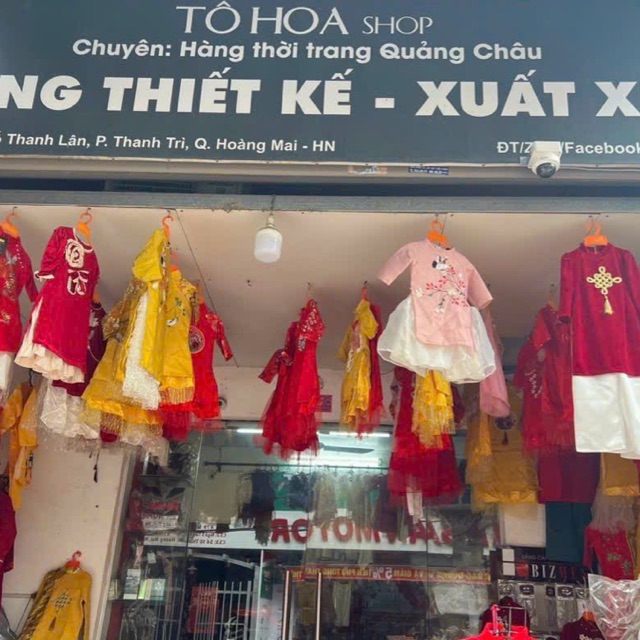 TÔ HOA SHOP
Chuyên: Hàng thời trang Quảng Châu
NG THIẾT KẾ - XUẤT X
Thanh Lân, P. Thanh Trì, Q. Hoàng Mai - HN
ĐT/Z /Facebook
MOTOR
BIZ